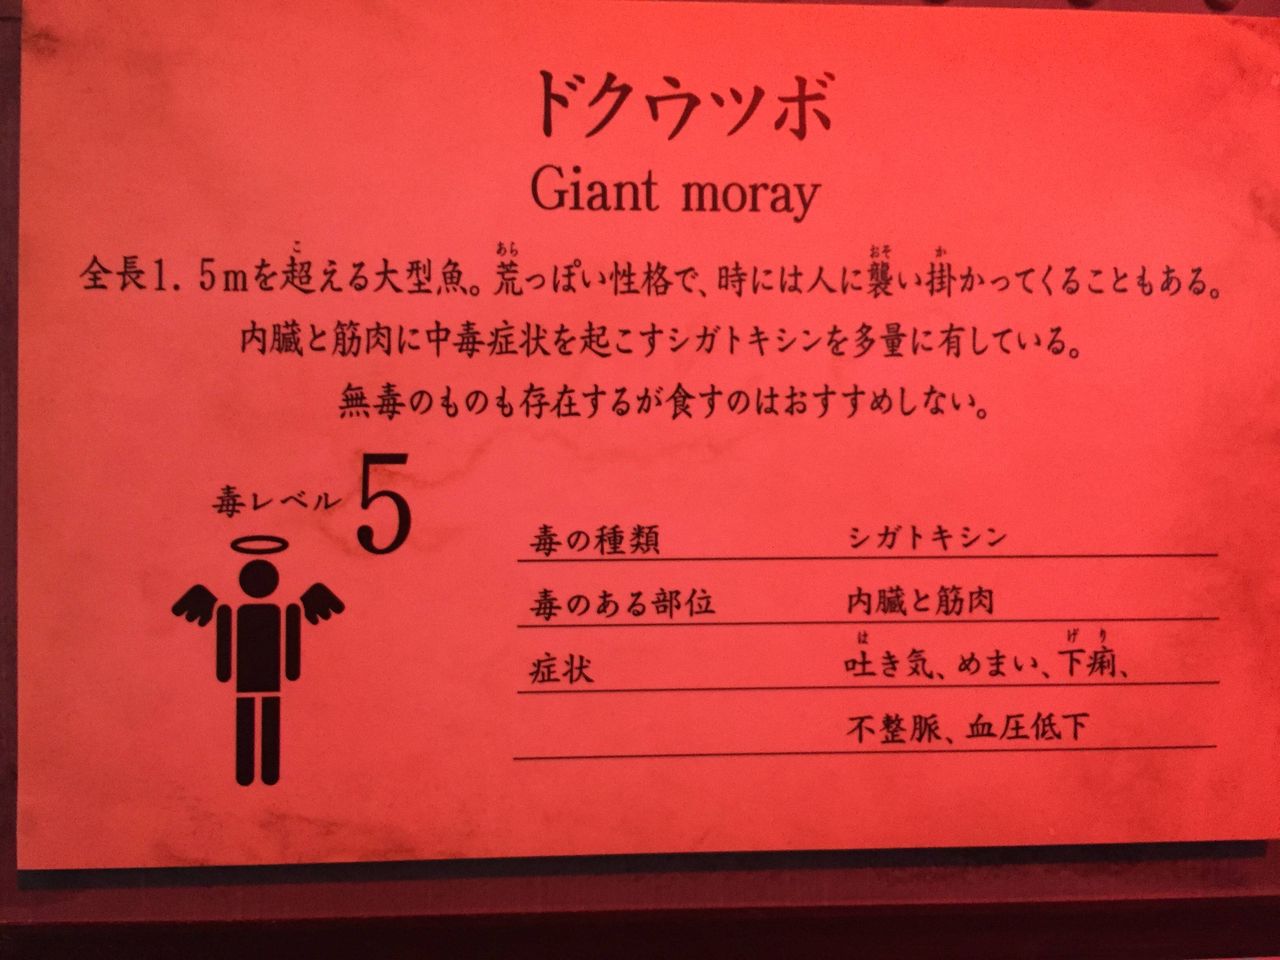 ドクウツボ
Giant moray
全長1.5mを超える大型魚。荒っぽい性格で、時には人に襲い掛かってくることもある。
内臓と筋肉に中毒症状を起こすシガトキシンを多量に有している。
無毒のものも存在するが食すのはおすすめしない。
毒レベル5
毒の種類 シガトキシン
毒のある部位 内臓と筋肉
症状 吐き気、めまい、下痢、
不整脈、血圧低下